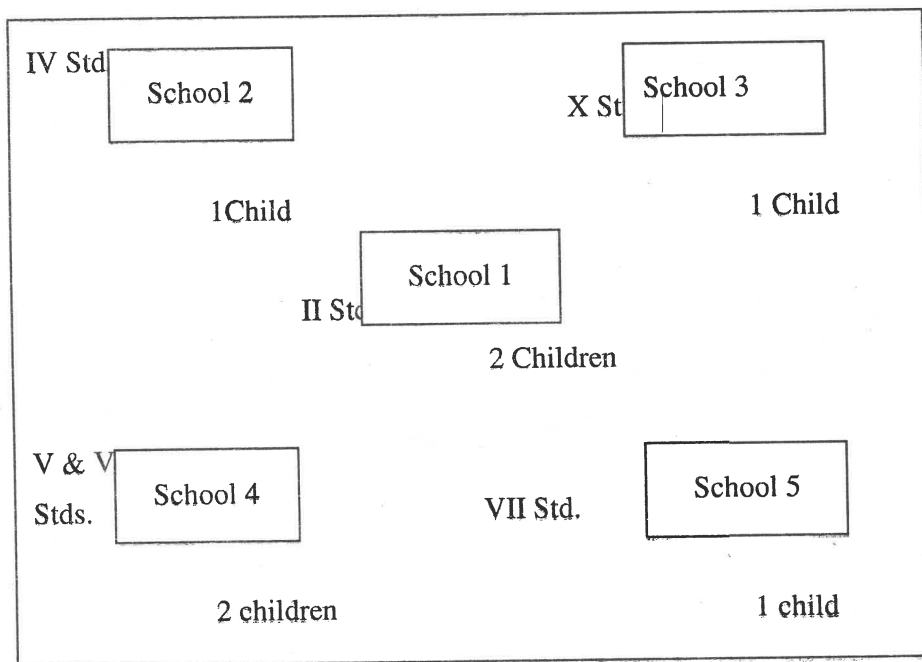 IV Std
School 2
X St
School 3
1Child
1 Child
School 1
II Std
2 Children
V & V
Stds.
School 4
VII Std.
School 5
2 children
1 child